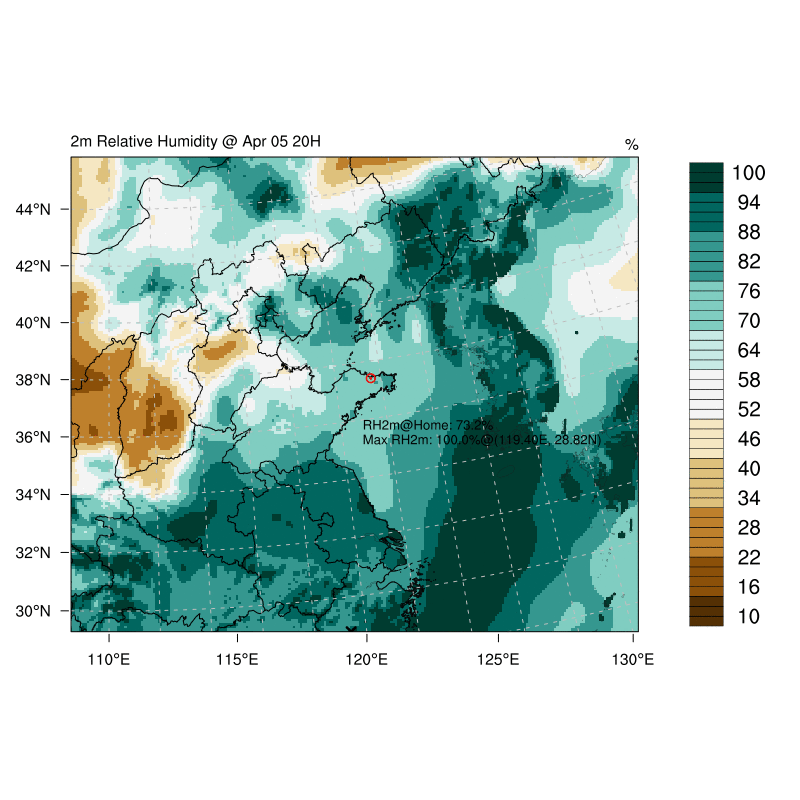 2m Relative Humidity @ Apr 05 20H
%
100
94
88
82
76
70
64
58
52
46
40
34
28
22
16
10
44°N
42°N
40°N
38°N
36°N
34°N
32°N
30°N
RH2m@Home: 73.2%
Max RH2m: 100.0%@(119.40E, 28.82N)
110°E 115°E 120°E 125°E 130°E